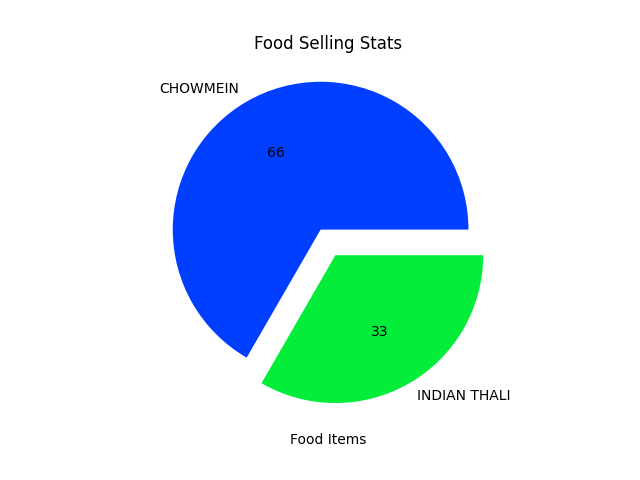 Food Selling Stats
CHOWMEIN
66
33
INDIAN THALI
Food Items